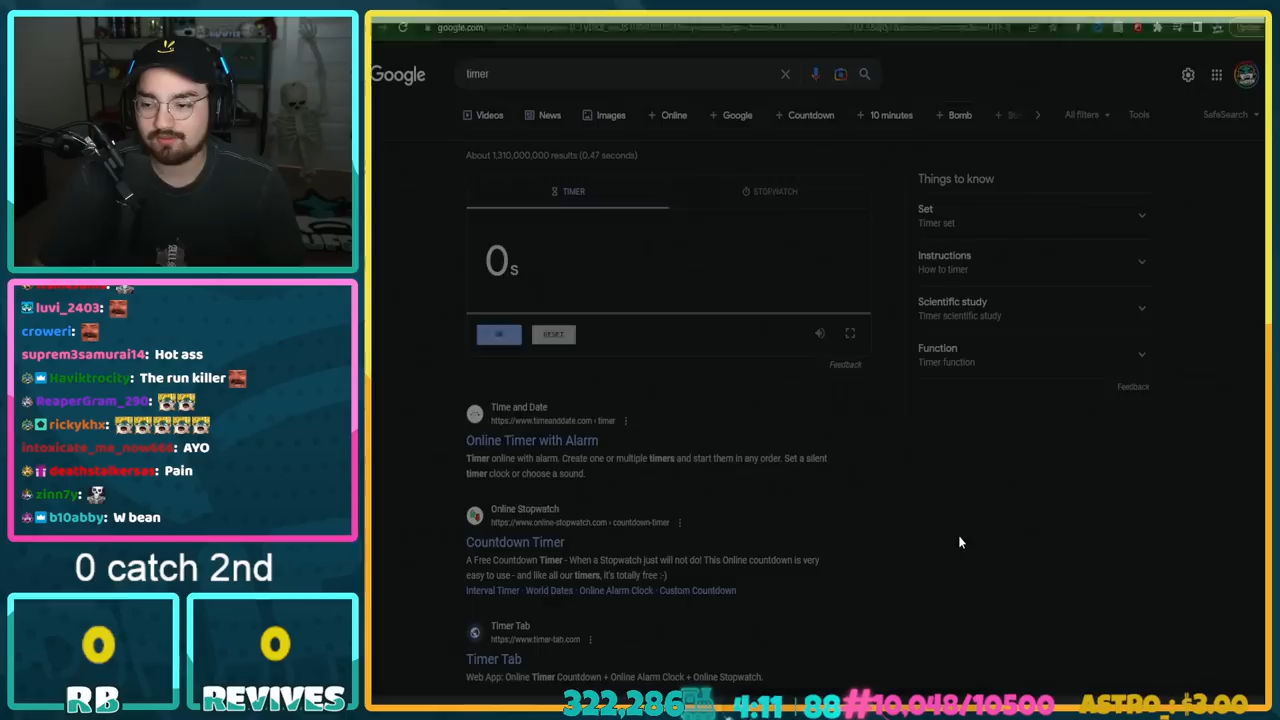 google.com
Google
timer
Videos
News
Images
+ Online
+ Google
+ Countdown
+ 10 minutes
+ Bomb
All filters
Tools
SafeSearch
About 1,310,000,000 results (0.47 seconds)
TIMER
STOPWATCH
0s
OK
RESET
Feedback
Things to know
Set
Timer set
Instructions
How to timer
Scientific study
Timer scientific study
Function
Timer function
Feedback
Time and Date
https://www.timeanddate.com › timer
Online Timer with Alarm
Timer online with alarm. Create one or multiple timers and start them in any order. Set a silent
timer clock or choose a sound.
Online Stopwatch
https://www.online-stopwatch.com › countdown-timer
Countdown Timer
A Free Countdown Timer - When a Stopwatch just will not do! This Online countdown is very
easy to use - and like all our timers, it's totally free :-)
Interval Timer · World Dates · Online Alarm Clock · Custom Countdown
Timer Tab
https://www.timer-tab.com
Timer Tab
Web App: Online Timer Countdown + Online Alarm Clock + Online Stopwatch.
luvi_2403:
croweri:
suprem3samurai14: Hot ass
Haviktrocity: The run killer
ReaperGram_290:
rickykhx:
intoxicate_me_now666: AYO
deathstalkersas: Pain
zinn7y:
b10abby: W bean
0 catch 2nd
0
RB
0
REVIVES
322,286
4:11
88
#10,048/10500
ASTRO_: $3.00